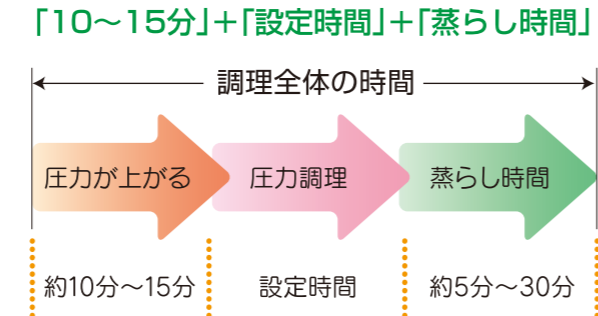 「10〜15分」+「設定時間」+「蒸らし時間」
調理全体の時間
圧力が上がる 圧力調理 蒸らし時間
約10分〜15分 設定時間 約5分〜30分